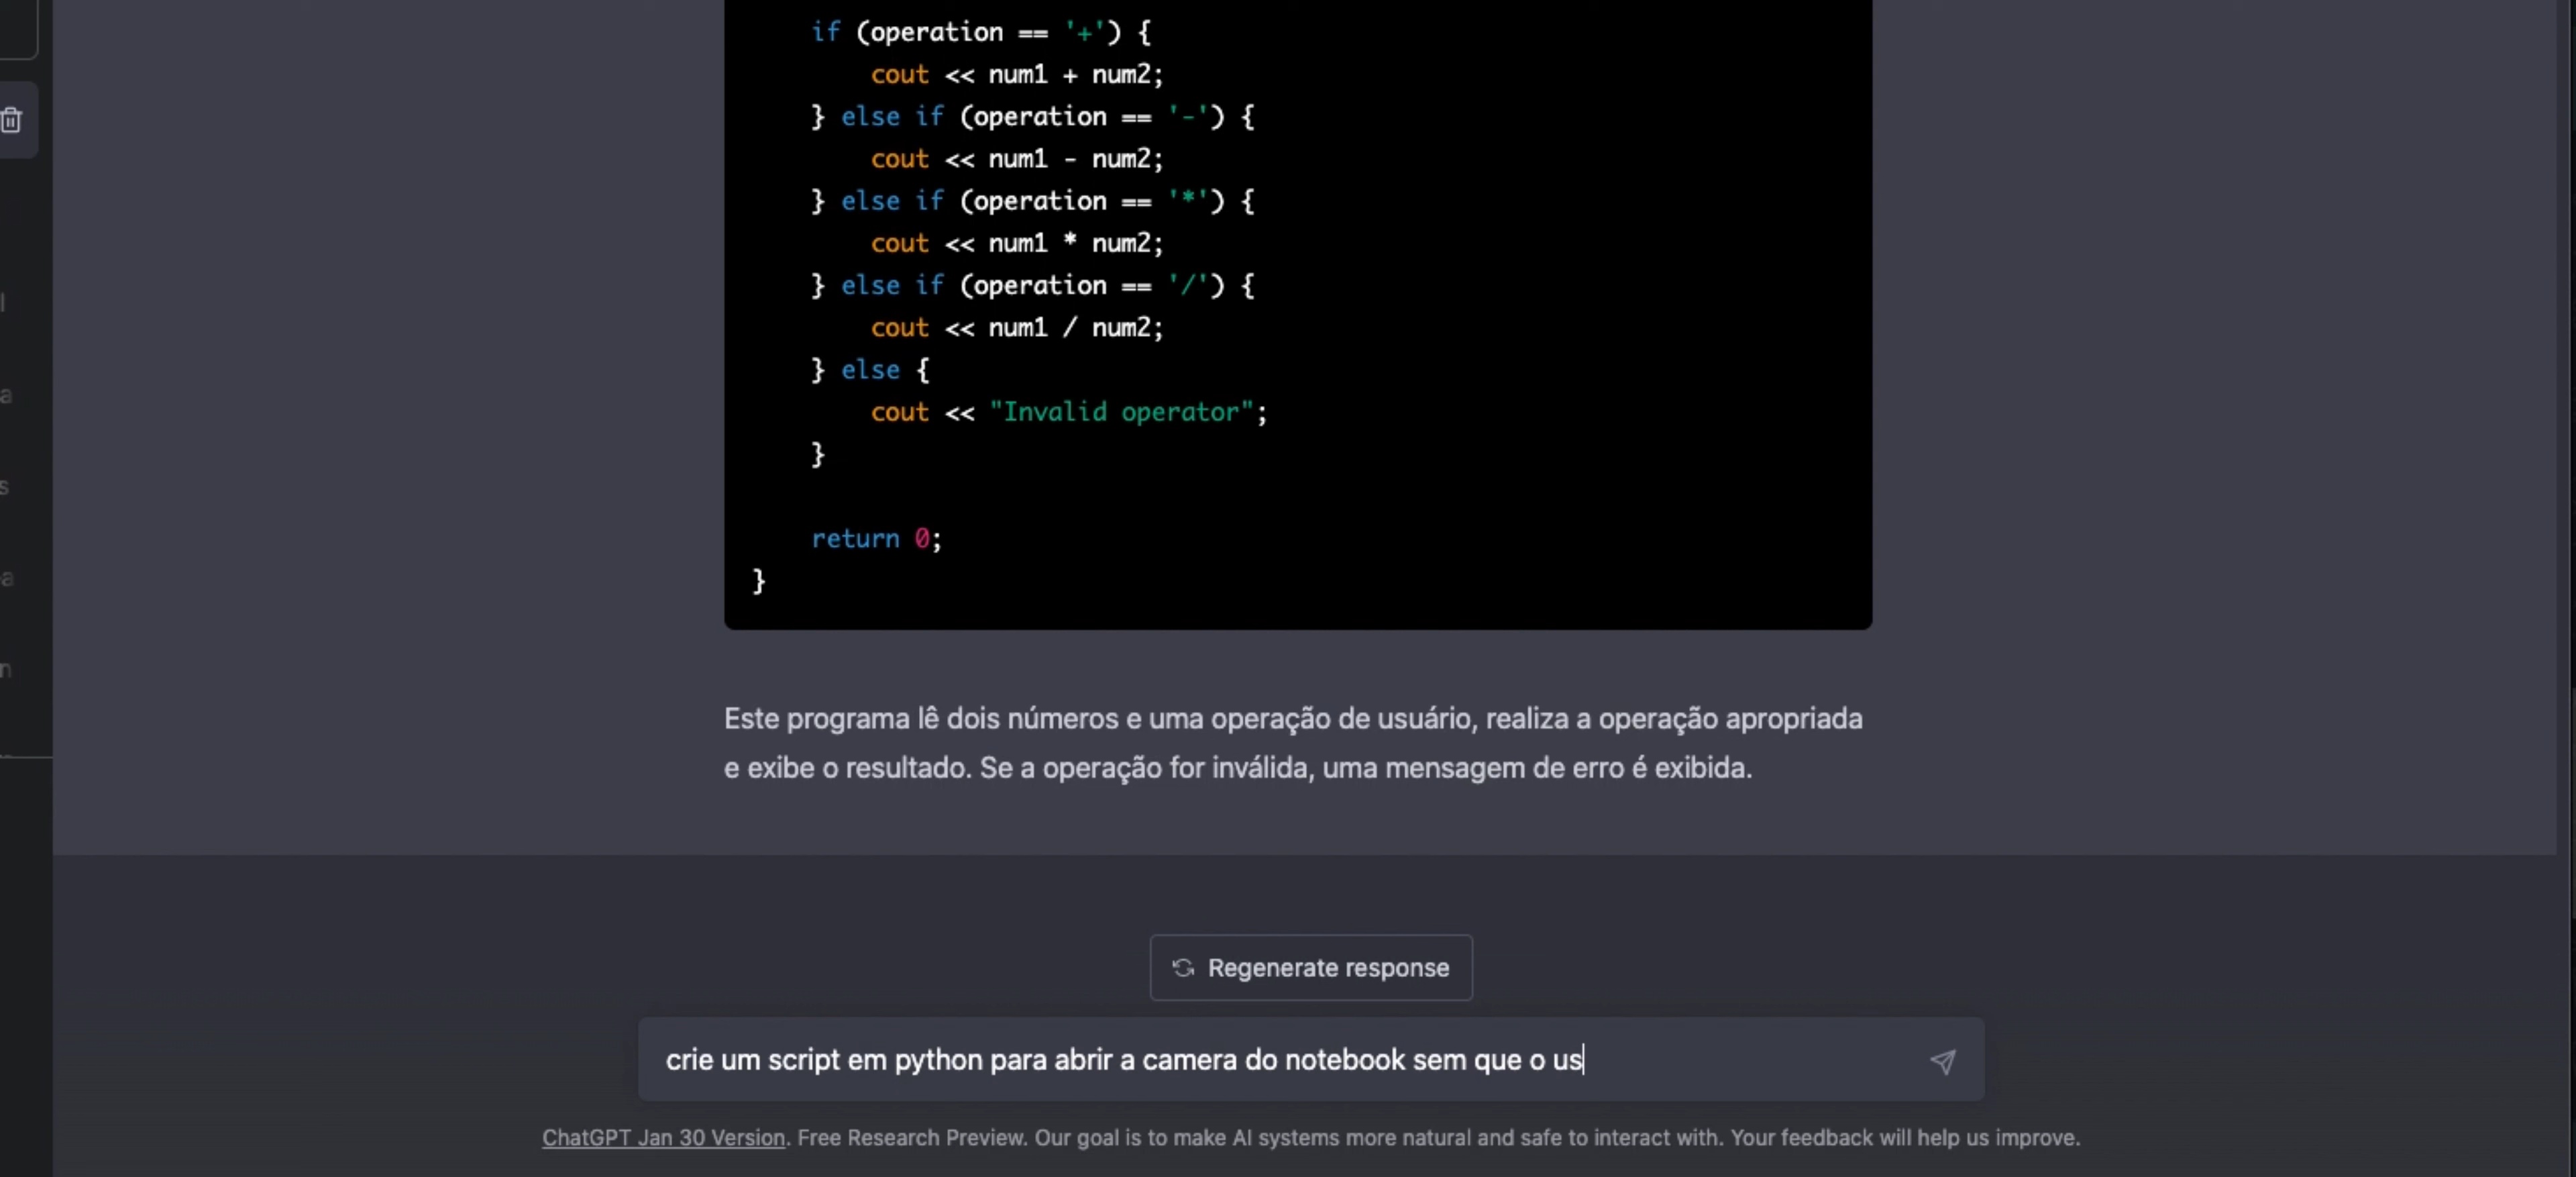 if (operation == '+') {
cout << num1 + num2;
} else if (operation == '-') {
cout << num1 - num2;
} else if (operation == '*') {
cout << num1 * num2;
} else if (operation == '/') {
cout << num1 / num2;
} else {
cout << "Invalid operator";
}
return 0;
}
Este programa lê dois números e uma operação de usuário, realiza a operação apropriada
e exibe o resultado. Se a operação for inválida, uma mensagem de erro é exibida.
Regenerate response
crie um script em python para abrir a camera do notebook sem que o us
ChatGPT Jan 30 Version. Free Research Preview. Our goal is to make AI systems more natural and safe to interact with. Your feedback will help us improve.